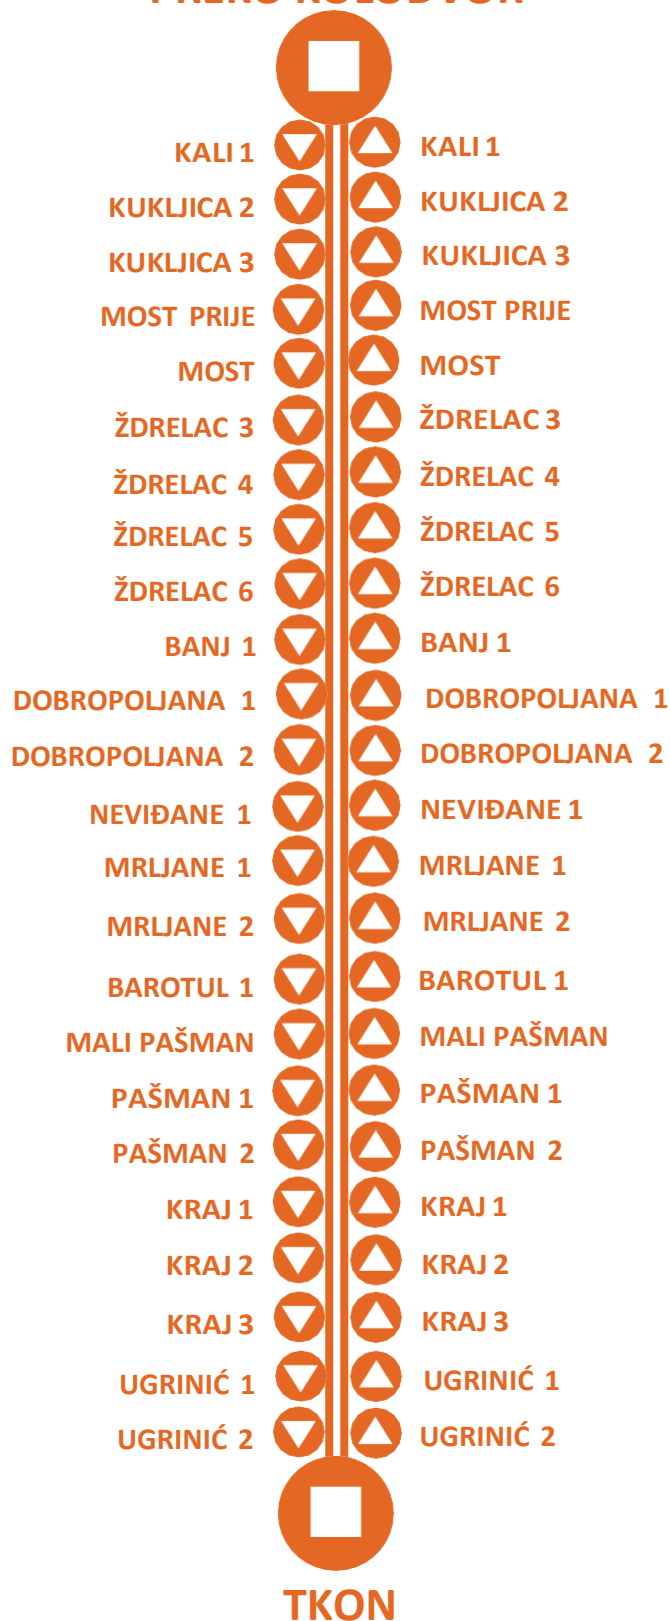 KALI 1 KALI 1
KUKLJICA 2 KUKLJICA 2
KUKLJICA 3 KUKLJICA 3
MOST PRIJE MOST PRIJE
MOST MOST
ŽDRELAC 3 ŽDRELAC 3
ŽDRELAC 4 ŽDRELAC 4
ŽDRELAC 5 ŽDRELAC 5
ŽDRELAC 6 ŽDRELAC 6
BANJ 1 BANJ 1
DOBROPOLJANA 1 DOBROPOLJANA 1
DOBROPOLJANA 2 DOBROPOLJANA 2
NEVIĐANE 1 NEVIĐANE 1
MRLJANE 1 MRLJANE 1
MRLJANE 2 MRLJANE 2
BAROTUL 1 BAROTUL 1
MALI PAŠMAN MALI PAŠMAN
PAŠMAN 1 PAŠMAN 1
PAŠMAN 2 PAŠMAN 2
KRAJ 1 KRAJ 1
KRAJ 2 KRAJ 2
KRAJ 3 KRAJ 3
UGRINIĆ 1 UGRINIĆ 1
UGRINIĆ 2 UGRINIĆ 2
TKON